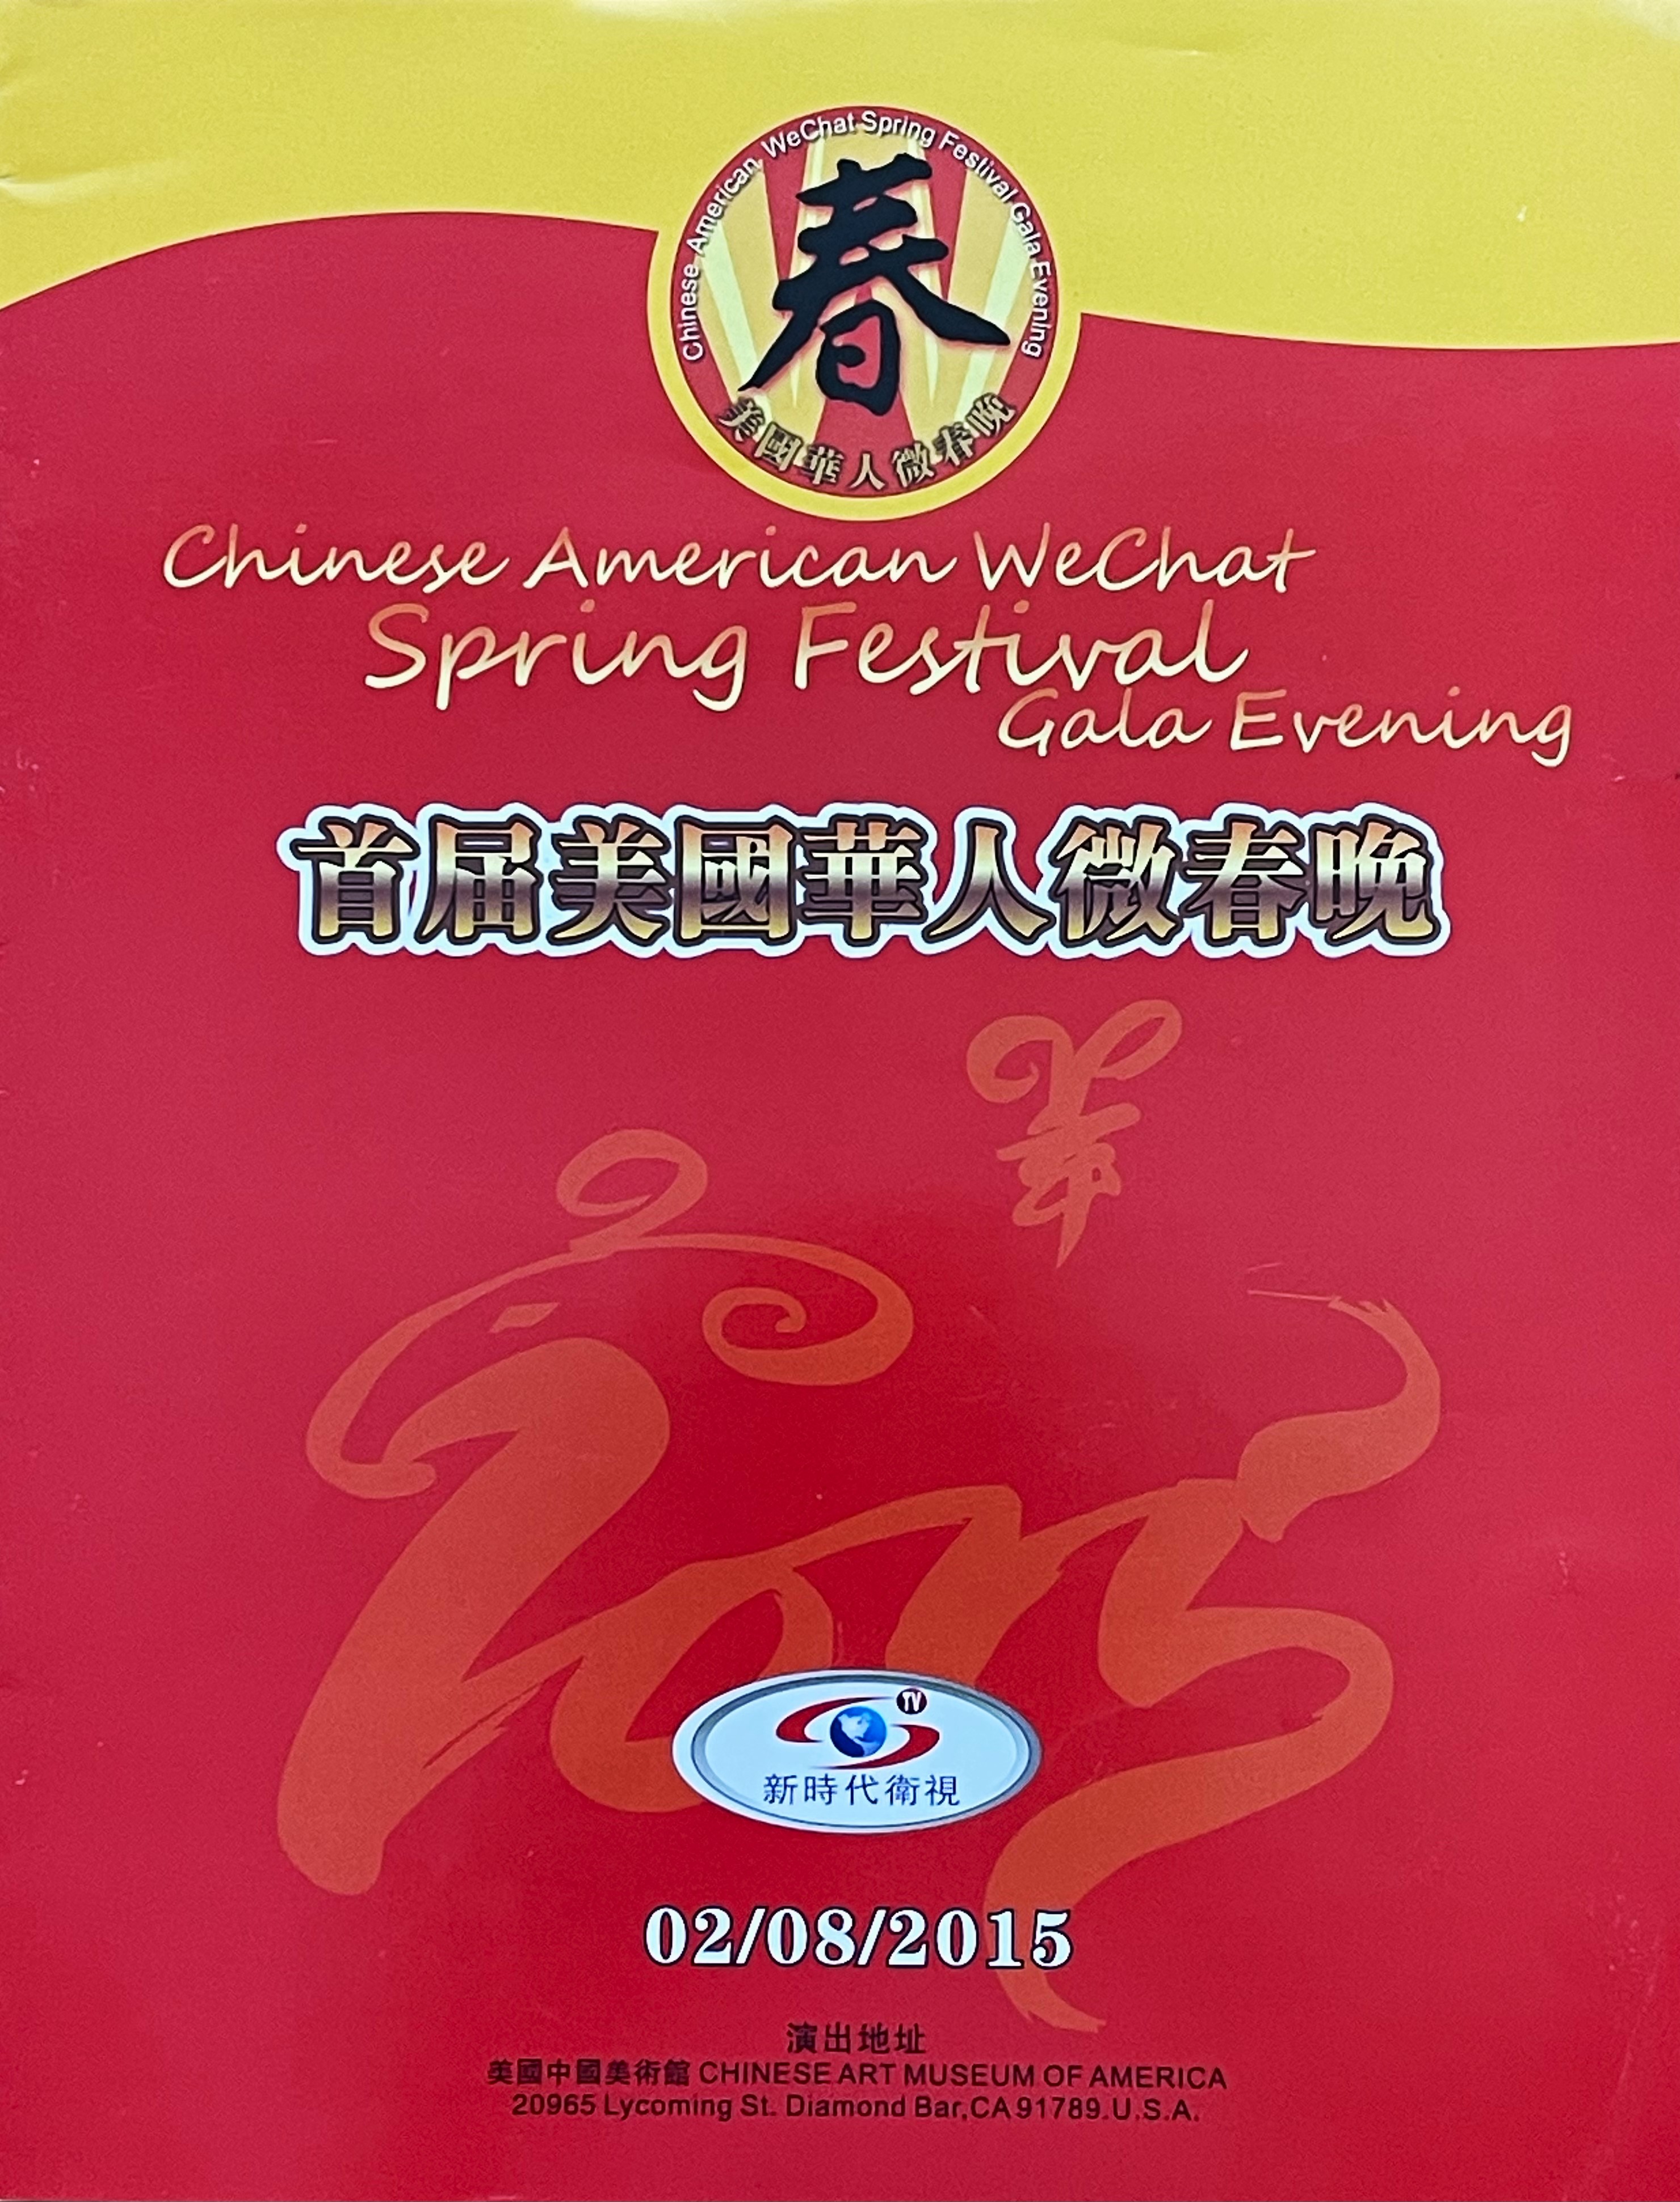 Chinese American WeChat Spring Festival Gala Evening
春
美國華人微春晚
Chinese American WeChat
Spring Festival
Gala Evening
首届美國華人微春晚
羊
2015
TV
新時代衛視
02/08/2015
演出地址
美國中國美術館 CHINESE ART MUSEUM OF AMERICA
20965 Lycoming St. Diamond Bar,CA 91789.U.S.A.